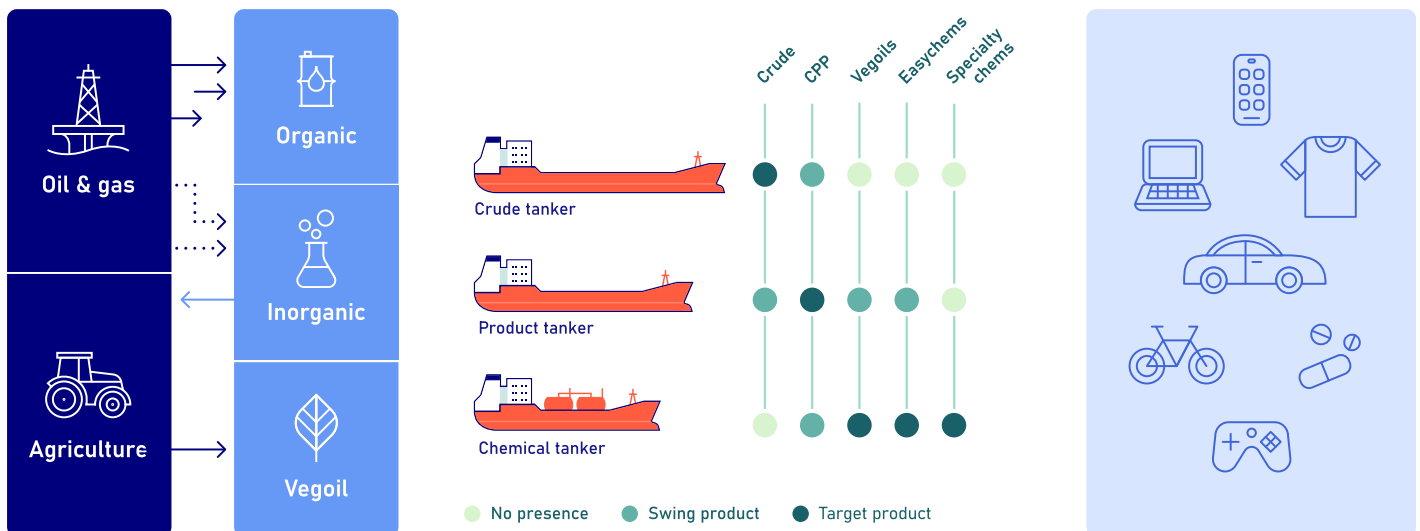 Oil & gas
Agriculture
Organic
Inorganic
Vegoil
Crude
CPP
Vegoils
Easychems
Specialty
chems
Crude tanker
Product tanker
Chemical tanker
No presence
Swing product
Target product